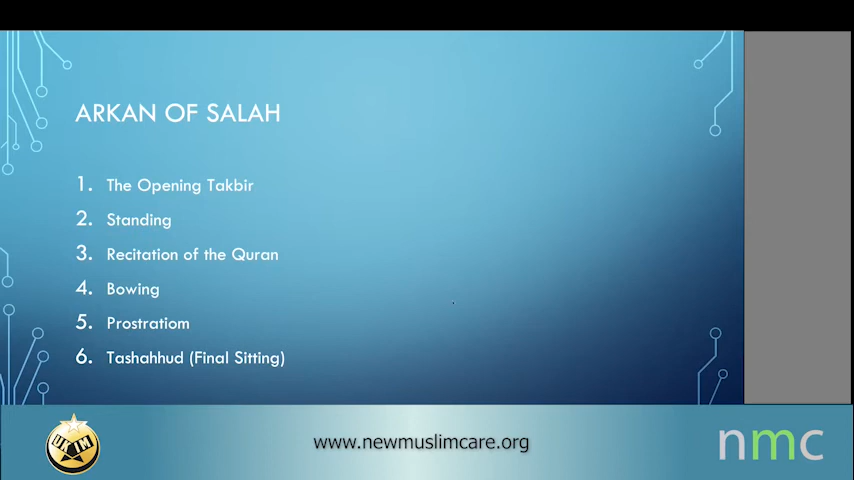 ARKAN OF SALAH
1. The Opening Takbir
2. Standing
3. Recitation of the Quran
4. Bowing
5. Prostratiom
6. Tashahhud (Final Sitting)
UKIM
www.newmuslimcare.org
nmc